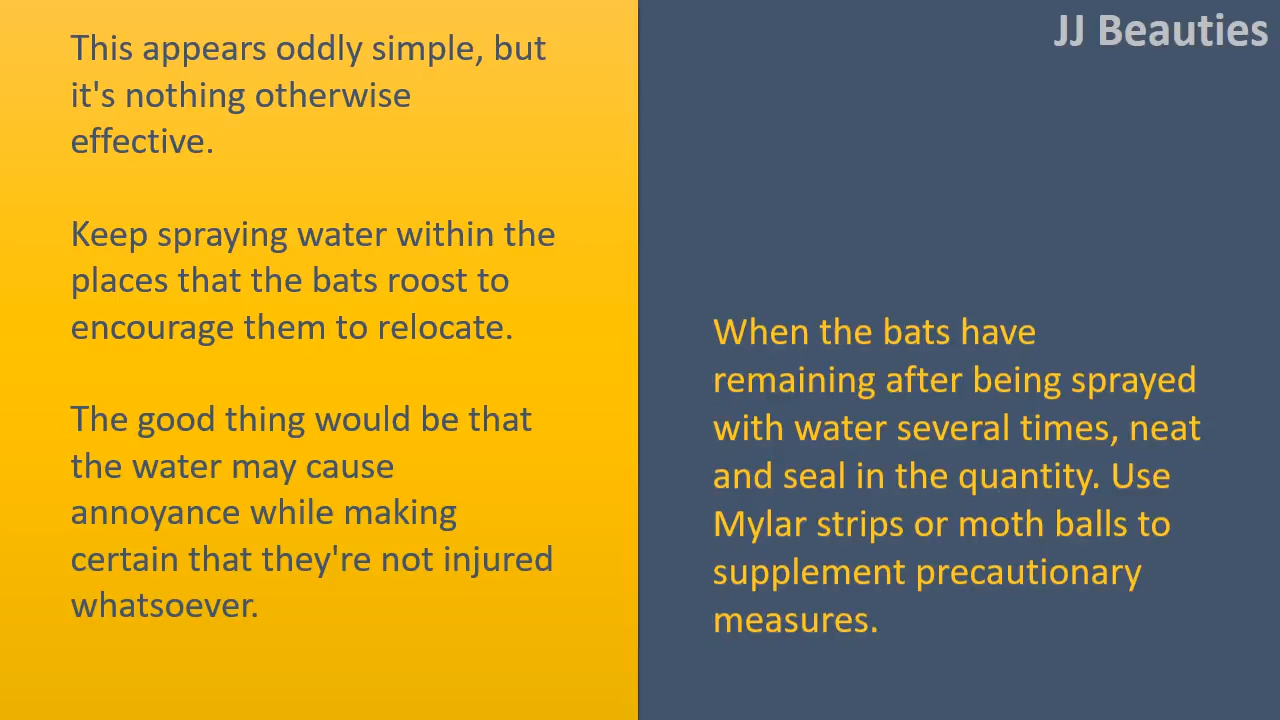 This appears oddly simple, but
it's nothing otherwise
effective.
Keep spraying water within the
places that the bats roost to
encourage them to relocate.
The good thing would be that
the water may cause
annoyance while making
certain that they're not injured
whatsoever.
JJ Beauties
When the bats have
remaining after being sprayed
with water several times, neat
and seal in the quantity. Use
Mylar strips or moth balls to
supplement precautionary
measures.